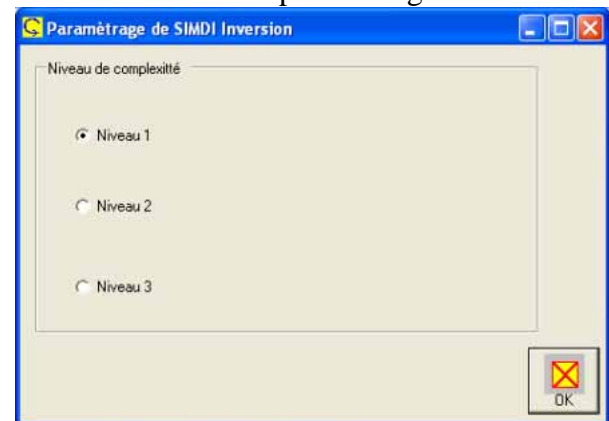 Paramètrage de SIMDI Inversion
Niveau de complexitté
Niveau 1
Niveau 2
Niveau 3
OK